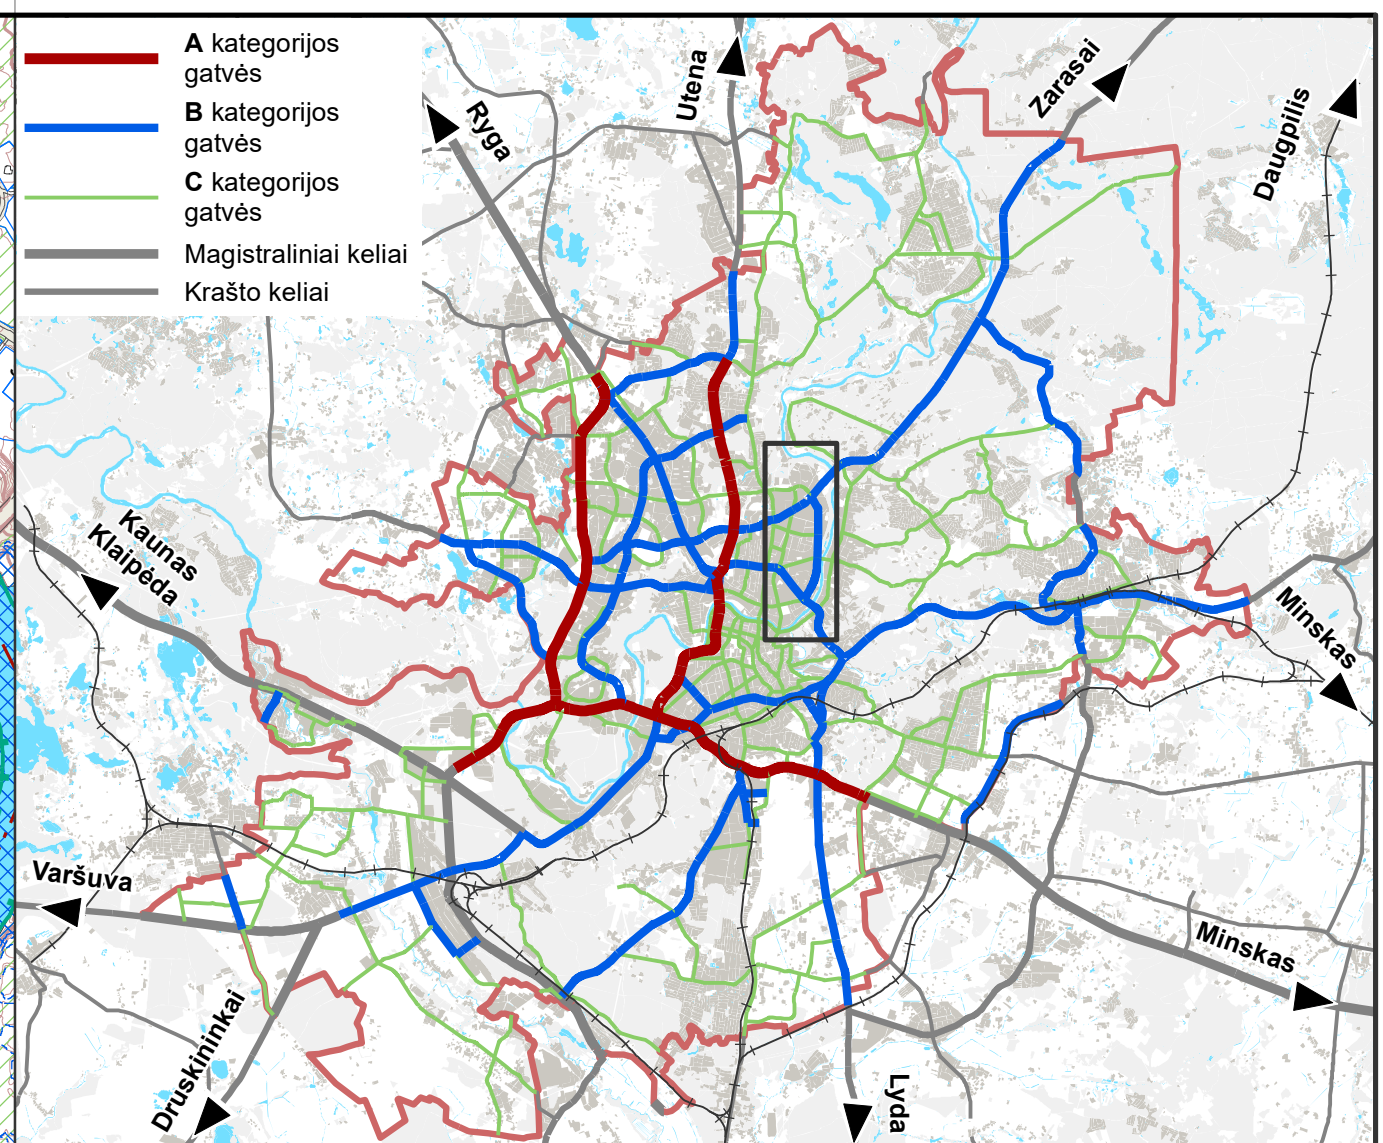 A kategorijos
gatvės
B kategorijos
gatvės
C kategorijos
gatvės
Magistraliniai keliai
Krašto keliai
Ryga
Utena
Zarasai
Daugpilis
Kaunas
Klaipėda
Minskas
Varšuva
Minskas
Druskininkai
Lyda